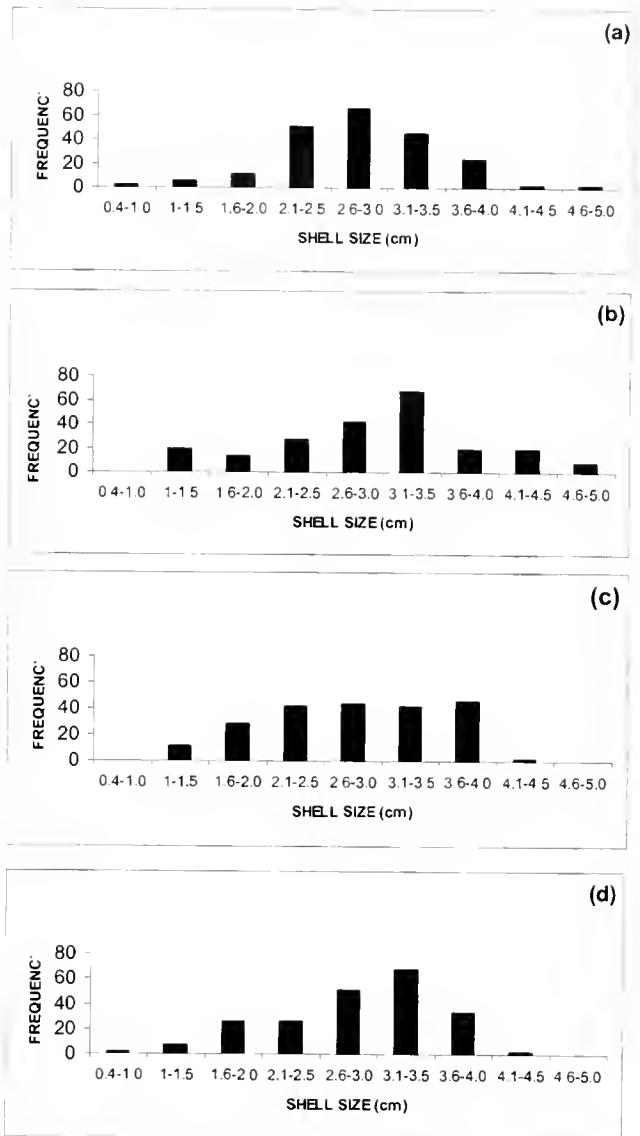 (a)
80
60
40
20
0
FREQUENC'
0.4-1 0 1-1 5 1.6-2.0 2.1-2 5 2 6-3 0 3.1-3.5 3.6-4.0 4.1-4 5 4 6-5.0
SHELL SIZE (cm)
(b)
80
60
40
20
0
FREQUENC'
0 4-1.0 1-1 5 1 6-2.0 2.1-2.5 2.6-3.0 3 1-3.5 3 6-4.0 4.1-4.5 4.6-5.0
SHELL SIZE (cm)
(c)
80
60
40
20
0
FREQUENC'
0.4-1.0 1-1.5 1.6-2.0 2.1-2.5 2 6-3.0 3.1-3 5 3 6-4 0 4.1-4 5 4.6-5.0
SHELL SIZE (cm)
(d)
80
60
40
20
0
FREQUENC'
0.4-1 0 1-1.5 1.6-2 0 2.1-2.5 2.6-3.0 3.1-3.5 3.6-4.0 4.1-4.5 4 6-5.0
SHELL SIZE (cm)